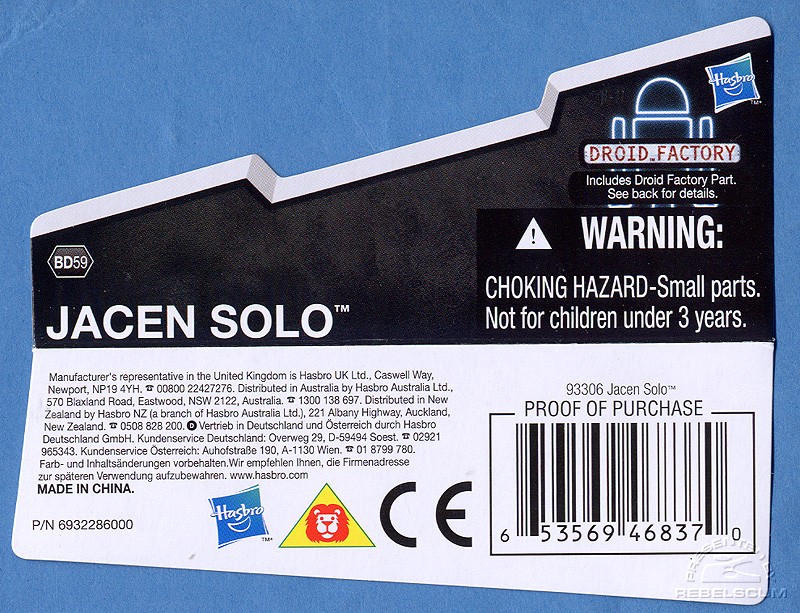 Hasbro
TM®
DROID FACTORY
Includes Droid Factory Part.
See back for details.
WARNING:
CHOKING HAZARD-Small parts.
Not for children under 3 years.
BD59
JACEN SOLO™
Manufacturer's representative in the United Kingdom is Hasbro UK Ltd., Caswell Way,
Newport, NP19 4YH. ☎ 00800 22427276. Distributed in Australia by Hasbro Australia Ltd.,
570 Blaxland Road, Eastwood, NSW 2122, Australia. ☎ 1300 138 697. Distributed in New
Zealand by Hasbro NZ (a branch of Hasbro Australia Ltd.), 221 Albany Highway, Auckland,
New Zealand. ☎ 0508 828 200. D Vertrieb in Deutschland und Österreich durch Hasbro
Deutschland GmbH. Kundenservice Deutschland: Overweg 29, D-59494 Soest. ☎ 02921
965343. Kundenservice Österreich: Auhofstraße 190, A-1130 Wien. ☎ 01 8799 780.
Farb- und Inhaltsänderungen vorbehalten.Wir empfehlen Ihnen, die Firmenadresse
zur späteren Verwendung aufzubewahren. www.hasbro.com
MADE IN CHINA.
P/N 6932286000
Hasbro
TM®
CE
93306 Jacen Solo™
PROOF OF PURCHASE
6 53569 46837 0
REBELSCUM